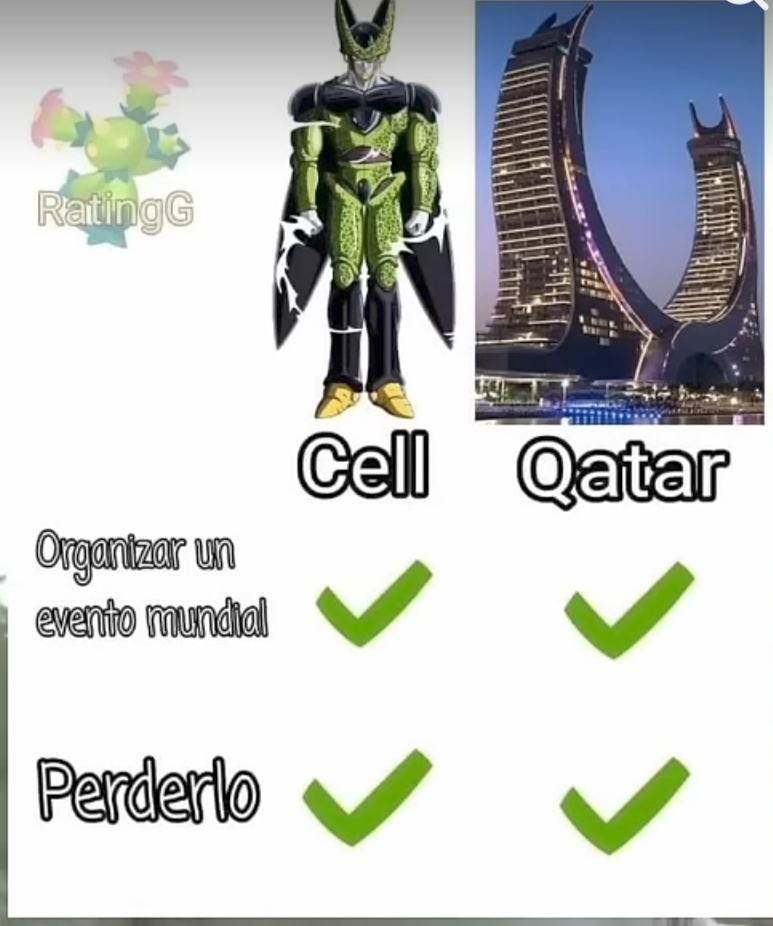 RatingG
Cell Qatar
Organizar un
evento mundial
Perderlo